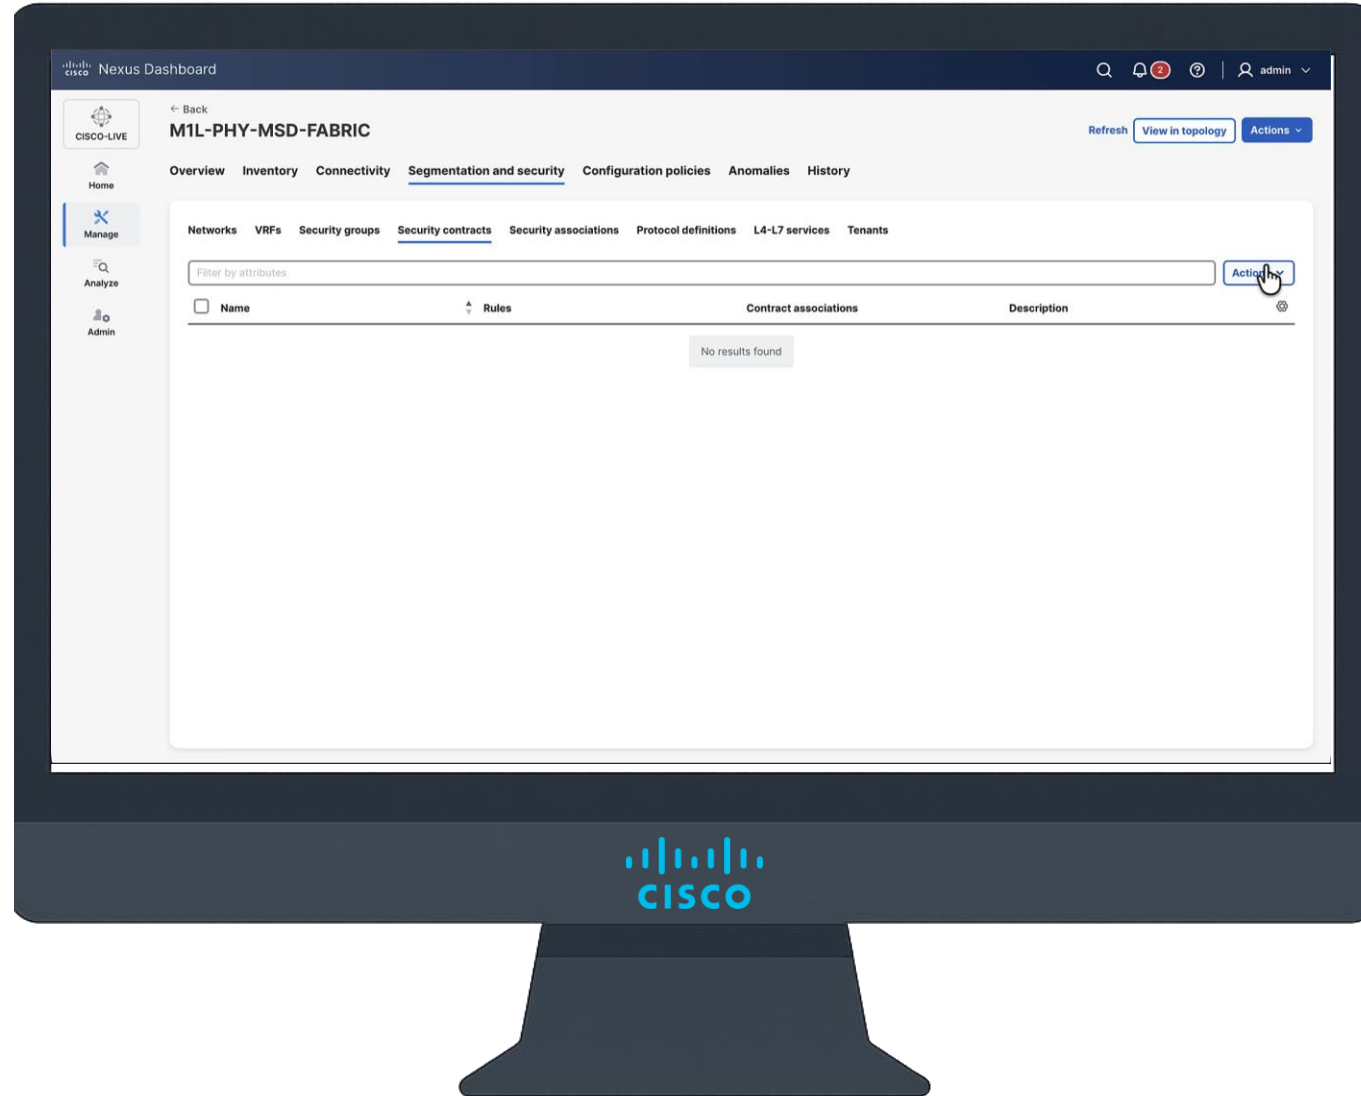 cisco Nexus Dashboard
2
admin
CISCO-LIVE
Home
Manage
Analyze
Admin
← Back
M1L-PHY-MSD-FABRIC
Refresh View in topology Actions
Overview Inventory Connectivity Segmentation and security Configuration policies Anomalies History
Networks VRFs Security groups Security contracts Security associations Protocol definitions L4-L7 services Tenants
Filter by attributes
Name Rules Contract associations Description
No results found
CISCO